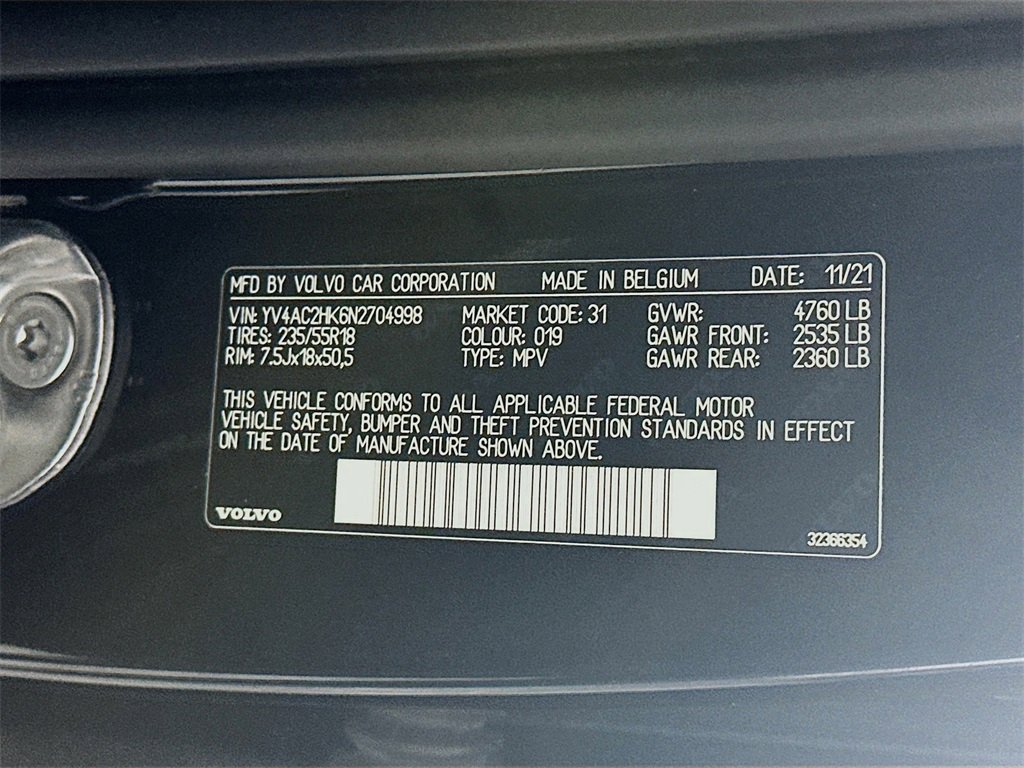 MFD BY VOLVO CAR CORPORATION MADE IN BELGIUM DATE: 11/21
VIN: YV4AC2HK6N2704998 MARKET CODE: 31 GVWR: 4760 LB
TIRES: 235/55R18 COLOUR: 019 GAWR FRONT: 2535 LB
RIM: 7.5Jx18x50,5 TYPE: MPV GAWR REAR: 2360 LB
THIS VEHICLE CONFORMS TO ALL APPLICABLE FEDERAL MOTOR
VEHICLE SAFETY, BUMPER AND THEFT PREVENTION STANDARDS IN EFFECT
ON THE DATE OF MANUFACTURE SHOWN ABOVE.
VOLVO
32366354